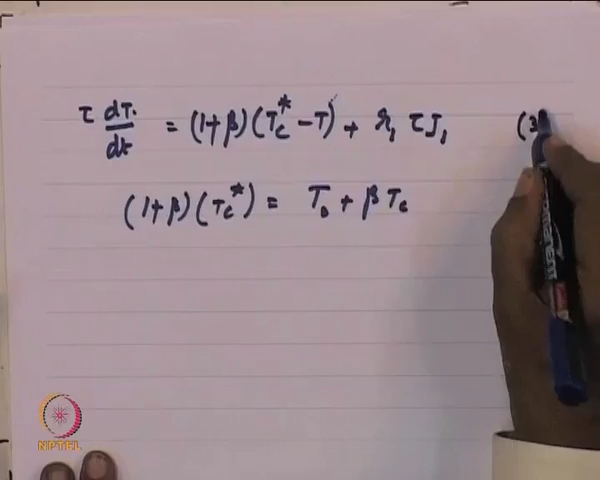 τ dT/dt = (1+β)(Tc* − T) + r₁ τ J₁ (3
(1+β)(Tc*) = T₀ + β Tc
NPTEL